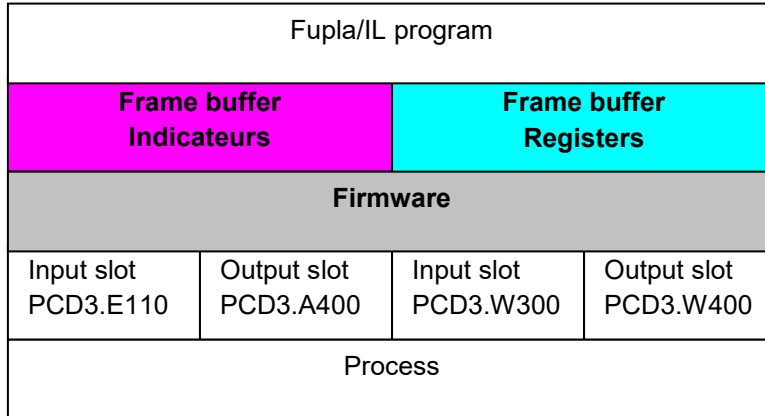 Fupla/IL program
Frame buffer
Indicateurs
Frame buffer
Registers
Firmware
Input slot
PCD3.E110
Output slot
PCD3.A400
Input slot
PCD3.W300
Output slot
PCD3.W400
Process